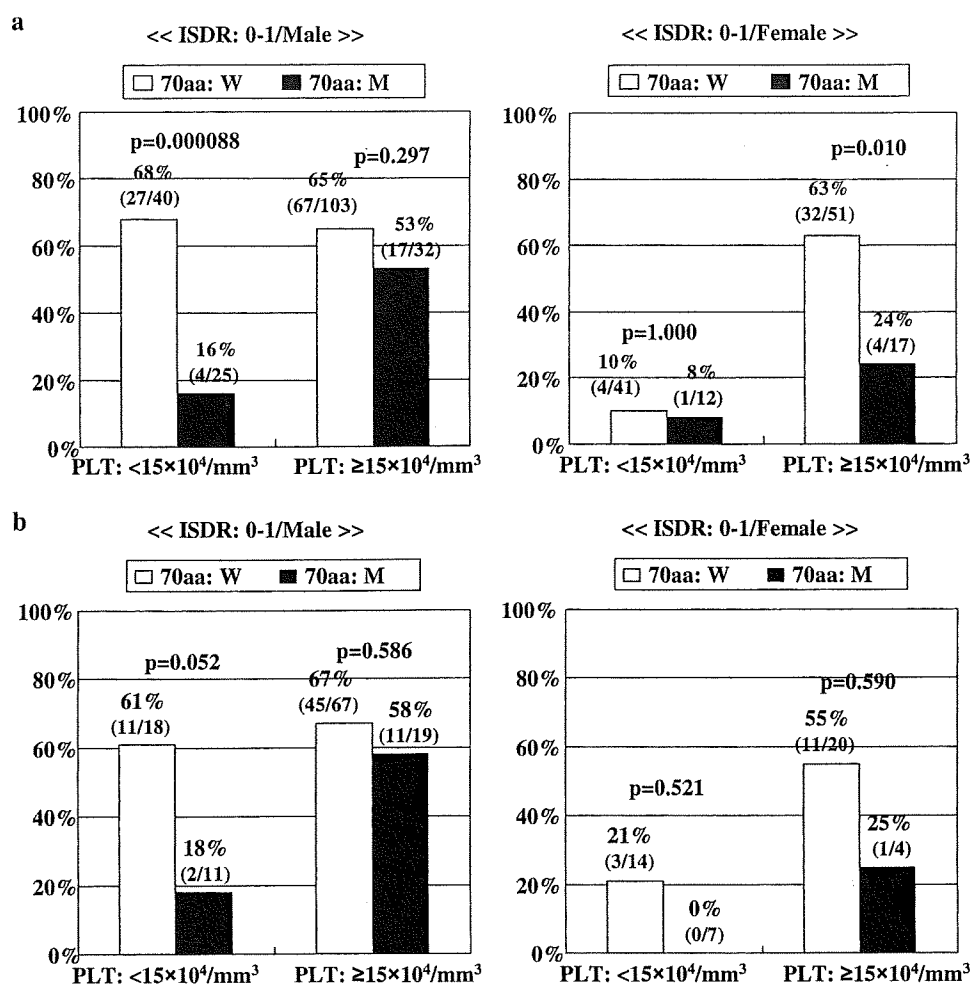 a
<< ISDR: 0-1/Male >>
70aa: W 70aa: M
100%
80%
60%
40%
20%
0%
p=0.000088
68%
(27/40)
16%
(4/25)
p=0.297
65%
(67/103)
53%
(17/32)
PLT: <15×10⁴/mm³ PLT: ≥15×10⁴/mm³
<< ISDR: 0-1/Female >>
70aa: W 70aa: M
100%
80%
60%
40%
20%
0%
p=1.000
10%
(4/41)
8%
(1/12)
p=0.010
63%
(32/51)
24%
(4/17)
PLT: <15×10⁴/mm³ PLT: ≥15×10⁴/mm³
b
<< ISDR: 0-1/Male >>
70aa: W 70aa: M
100%
80%
60%
40%
20%
0%
p=0.052
61%
(11/18)
18%
(2/11)
p=0.586
67%
(45/67)
58%
(11/19)
PLT: <15×10⁴/mm³ PLT: ≥15×10⁴/mm³
<< ISDR: 0-1/Female >>
70aa: W 70aa: M
100%
80%
60%
40%
20%
0%
p=0.521
21%
(3/14)
0%
(0/7)
p=0.590
55%
(11/20)
25%
(1/4)
PLT: <15×10⁴/mm³ PLT: ≥15×10⁴/mm³